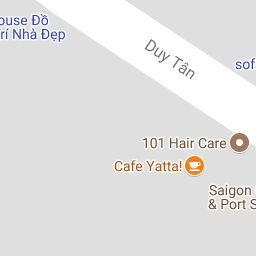 ouse Đồ
rí Nhà Đẹp
Duy Tân
sof
101 Hair Care
Cafe Yatta!
Saigon
& Port S